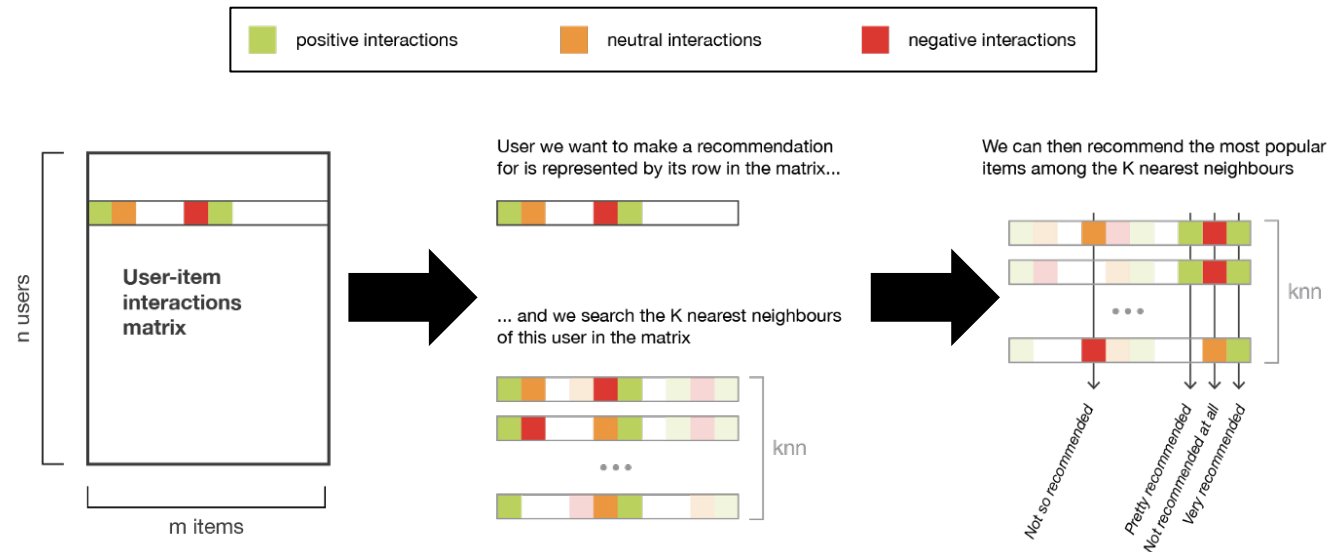 positive interactions
neutral interactions
negative interactions
n users
User-item
interactions
matrix
m items
User we want to make a recommendation
for is represented by its row in the matrix...
... and we search the K nearest neighbours
of this user in the matrix
knn
We can then recommend the most popular
items among the K nearest neighbours
knn
Not so recommended
Pretty recommended
Not recommended at all
Very recommended